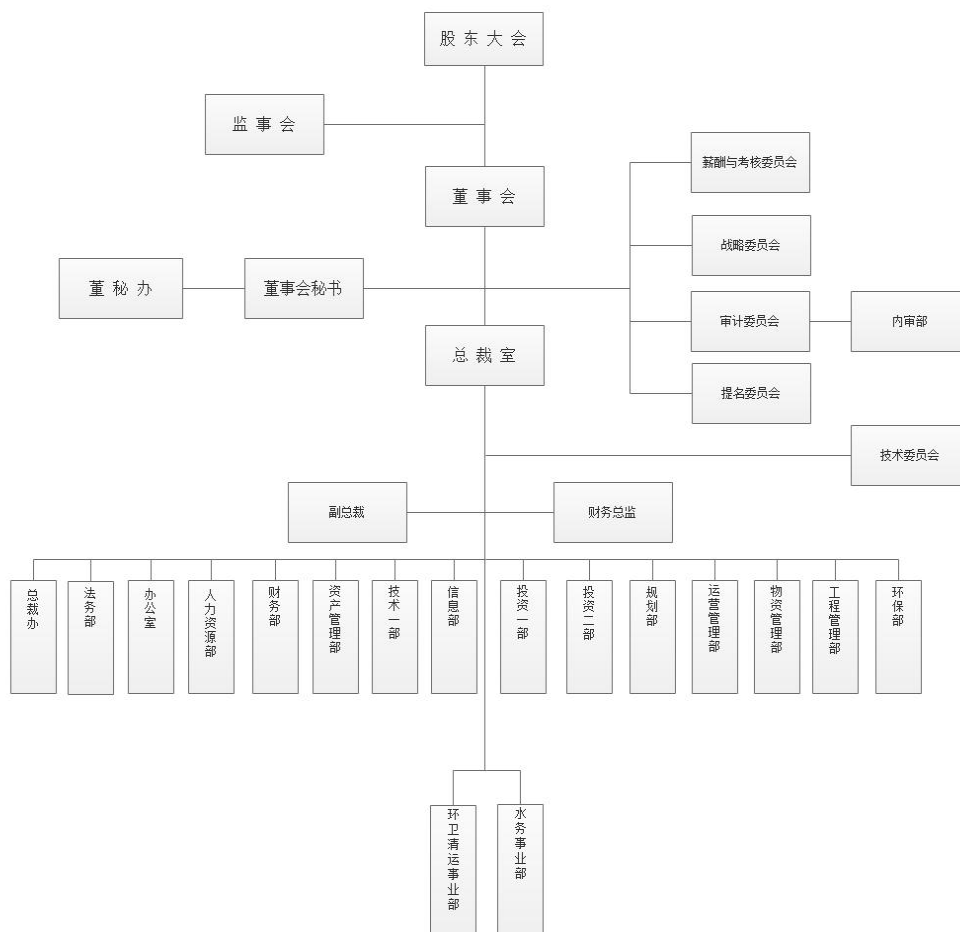 股 东 大 会
监 事 会
薪酬与考核委员会
董 事 会
战略委员会
董 秘 办
董事会秘书
审计委员会
内审部
总 裁 室
提名委员会
技术委员会
副总裁
财务总监
总裁办
法务部
办公室
人力资源部
财务部
资产管理部
技术一部
信息部
投资一部
投资二部
规划部
运营管理部
物资管理部
工程管理部
环保部
环卫清运事业部
水务事业部